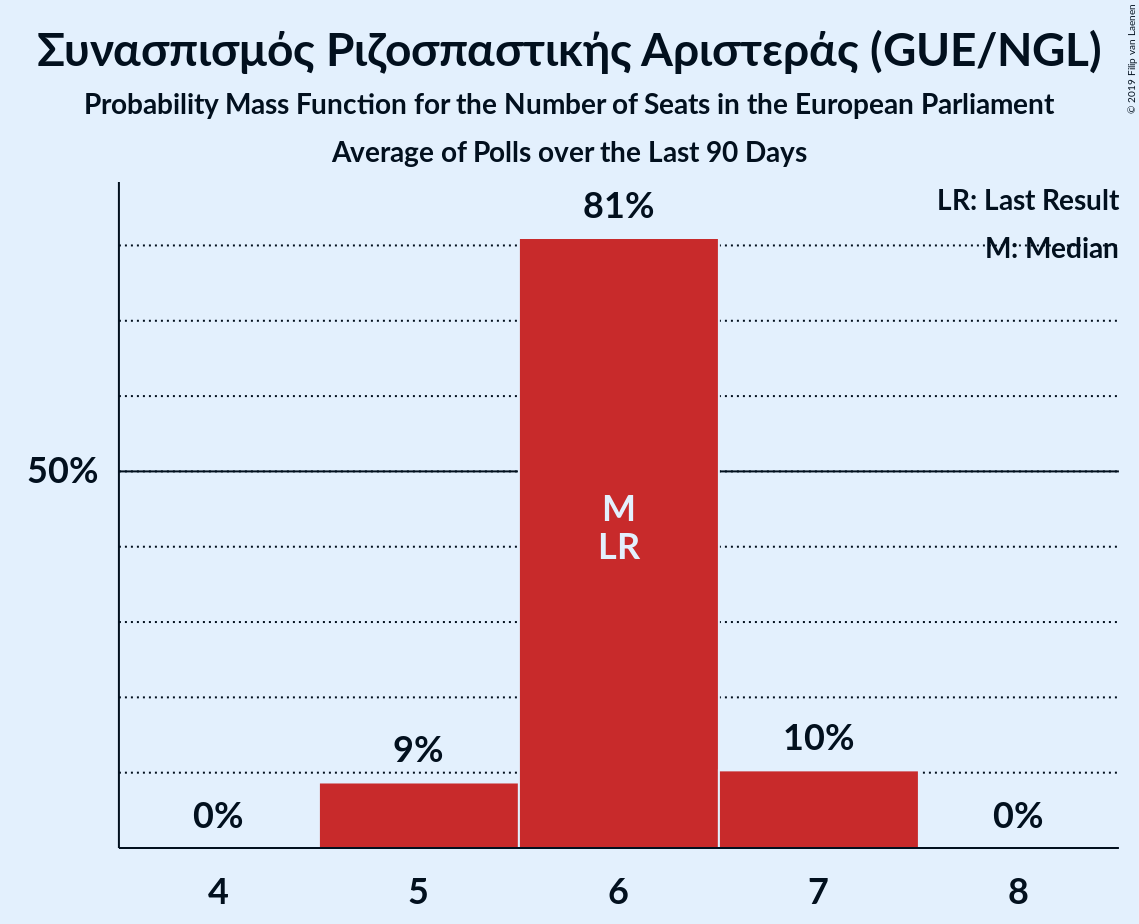 Συνασπισμός Ριζοσπαστικής Αριστεράς (GUE/NGL)
Probability Mass Function for the Number of Seats in the European Parliament
Average of Polls over the Last 90 Days
© 2019 Filip van Laenen
LR: Last Result
M: Median
81%
50%
M
LR
9%
10%
0%
0%
4 5 6 7 8